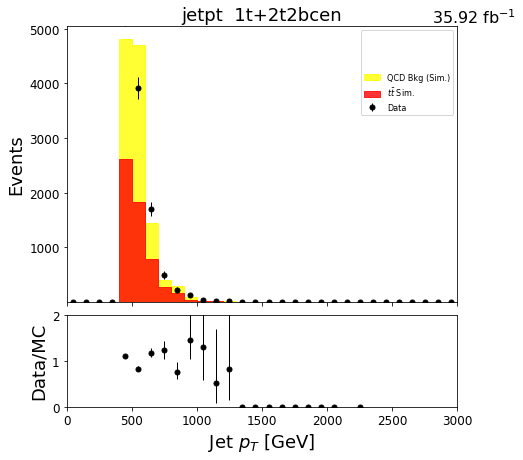 jetpt 1t+2t2bcen
35.92 fb⁻¹
QCD Bkg (Sim.)
tt̄ Sim.
Data
Events
5000
4000
3000
2000
1000
Data/MC
2
1
0
0 500 1000 1500 2000 2500 3000
Jet p_T [GeV]